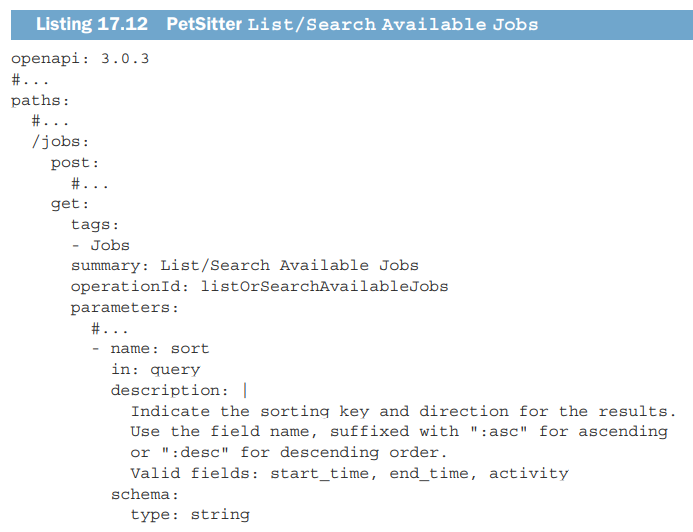 Listing 17.12 PetSitter List/Search Available Jobs
openapi: 3.0.3
#...
paths:
  #...
  /jobs:
    post:
      #...
    get:
      tags:
      - Jobs
      summary: List/Search Available Jobs
      operationId: listOrSearchAvailableJobs
      parameters:
        #...
        - name: sort
          in: query
          description: |
            Indicate the sorting key and direction for the results.
            Use the field name, suffixed with ":asc" for ascending
            or ":desc" for descending order.
            Valid fields: start_time, end_time, activity
          schema:
            type: string